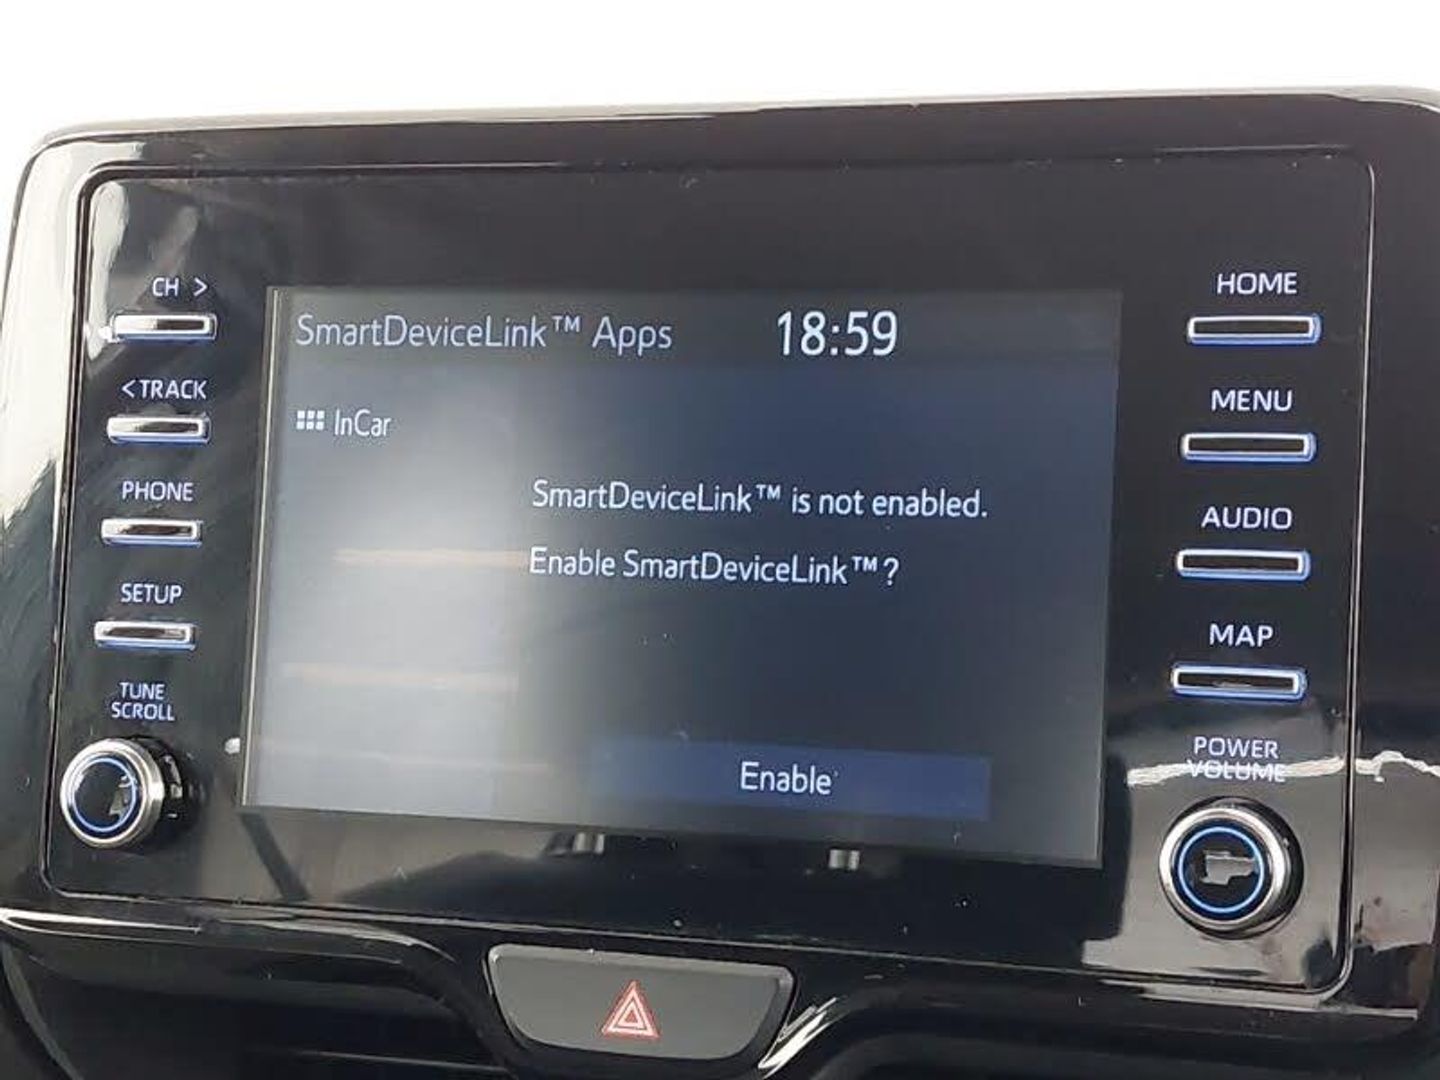 CH >
< TRACK
PHONE
SETUP
TUNE
SCROLL
SmartDeviceLink™ Apps
18:59
InCar
SmartDeviceLink™ is not enabled.
Enable SmartDeviceLink™?
Enable
HOME
MENU
AUDIO
MAP
POWER
VOLUME